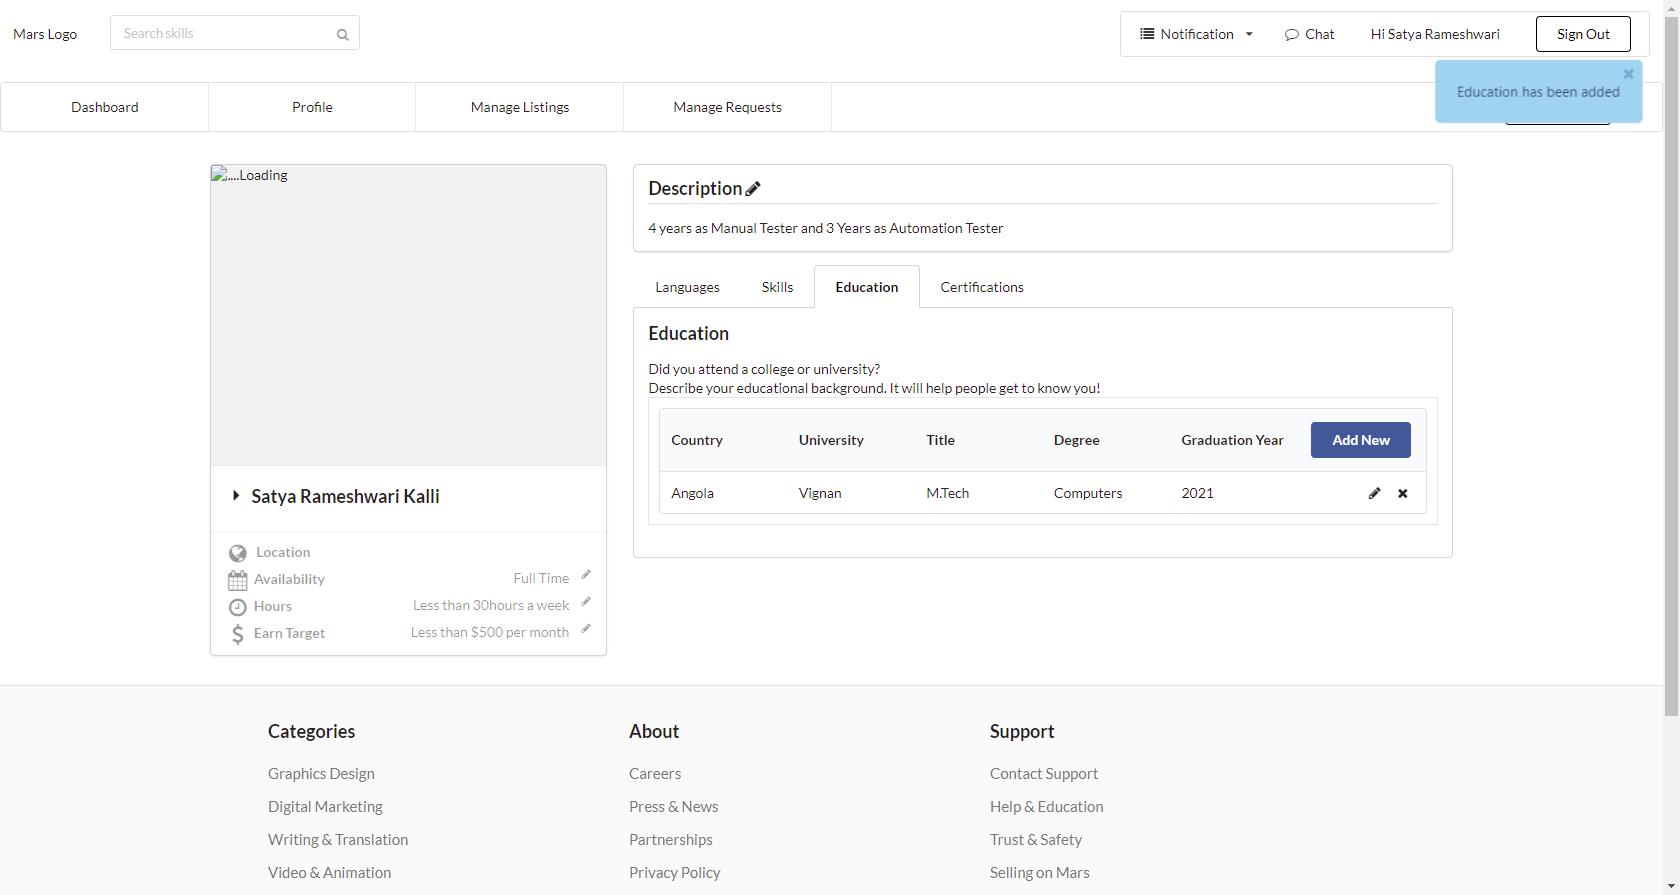 Mars Logo
Search skills
Notification
Chat
Hi Satya Rameshwari
Sign Out
Education has been added
Dashboard
Profile
Manage Listings
Manage Requests
....Loading
Satya Rameshwari Kalli
Location
Availability Full Time
Hours Less than 30hours a week
Earn Target Less than $500 per month
Description
4 years as Manual Tester and 3 Years as Automation Tester
Languages Skills Education Certifications
Education
Did you attend a college or university?
Describe your educational background. It will help people get to know you!
Country University Title Degree Graduation Year Add New
Angola Vignan M.Tech Computers 2021
Categories
Graphics Design
Digital Marketing
Writing & Translation
Video & Animation
About
Careers
Press & News
Partnerships
Privacy Policy
Support
Contact Support
Help & Education
Trust & Safety
Selling on Mars